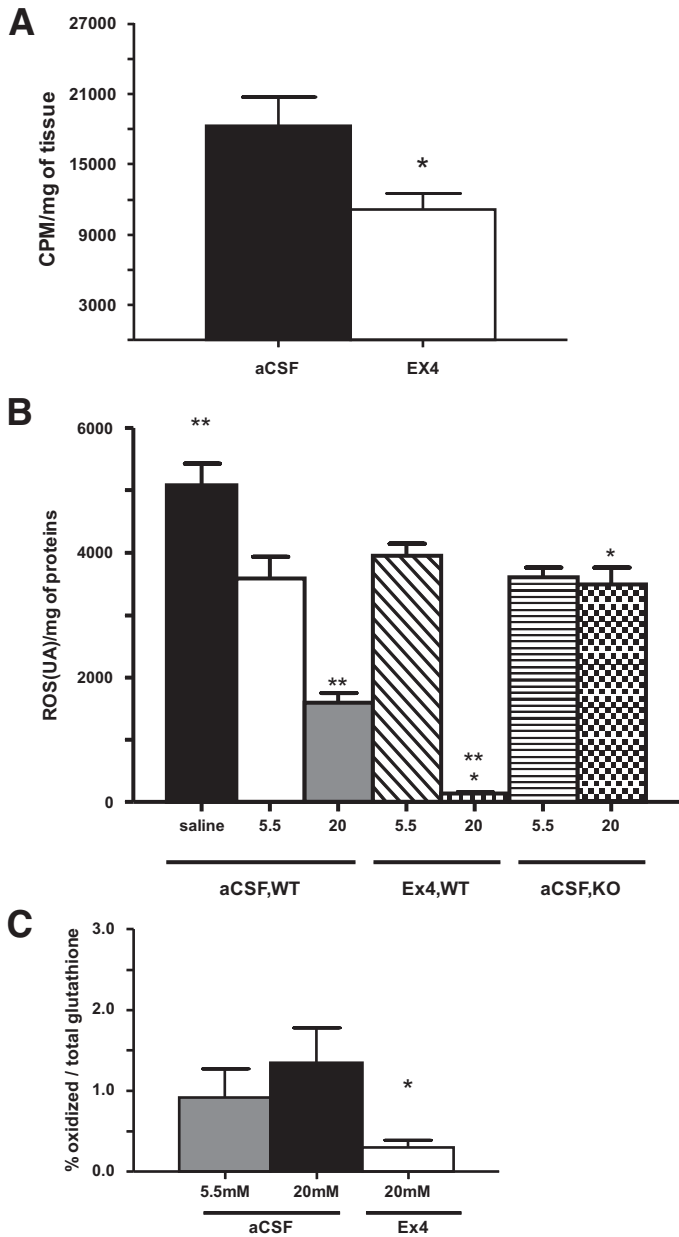 A
27000
21000
15000
9000
3000
CPM/mg of tissue
*
aCSF EX4
B
6000
4000
2000
0
ROS(UA)/mg of proteins
**
**
**
*
*
saline 5.5 20 5.5 20 5.5 20
aCSF,WT Ex4,WT aCSF,KO
C
3.0
2.0
1.0
0.0
% oxidized / total glutathione
*
5.5mM 20mM 20mM
aCSF Ex4